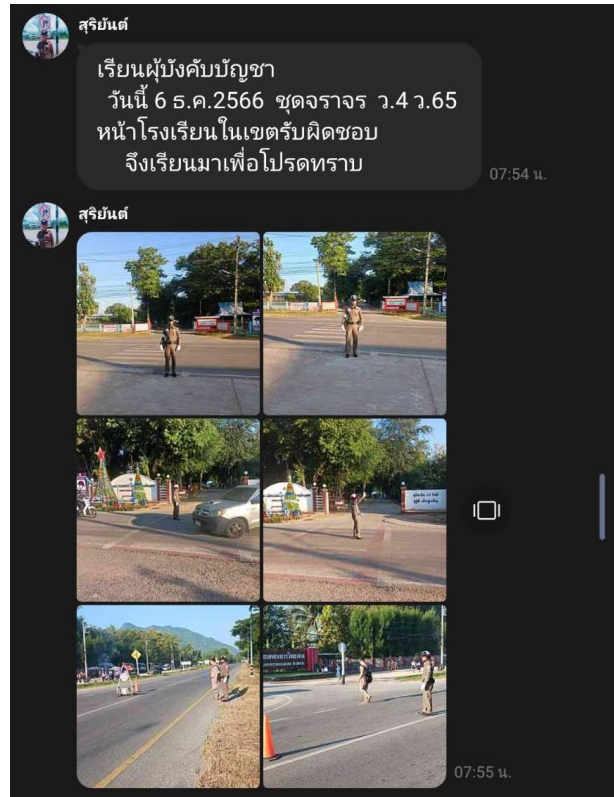 สุริยันต์
เรียนผู้บังคับบัญชา
วันนี้ 6 ธ.ค.2566 ชุดจราจร ว.4 ว.65
หน้าโรงเรียนในเขตรับผิดชอบ
จึงเรียนมาเพื่อโปรดทราบ
07:54 น.
สุริยันต์
07:55 น.